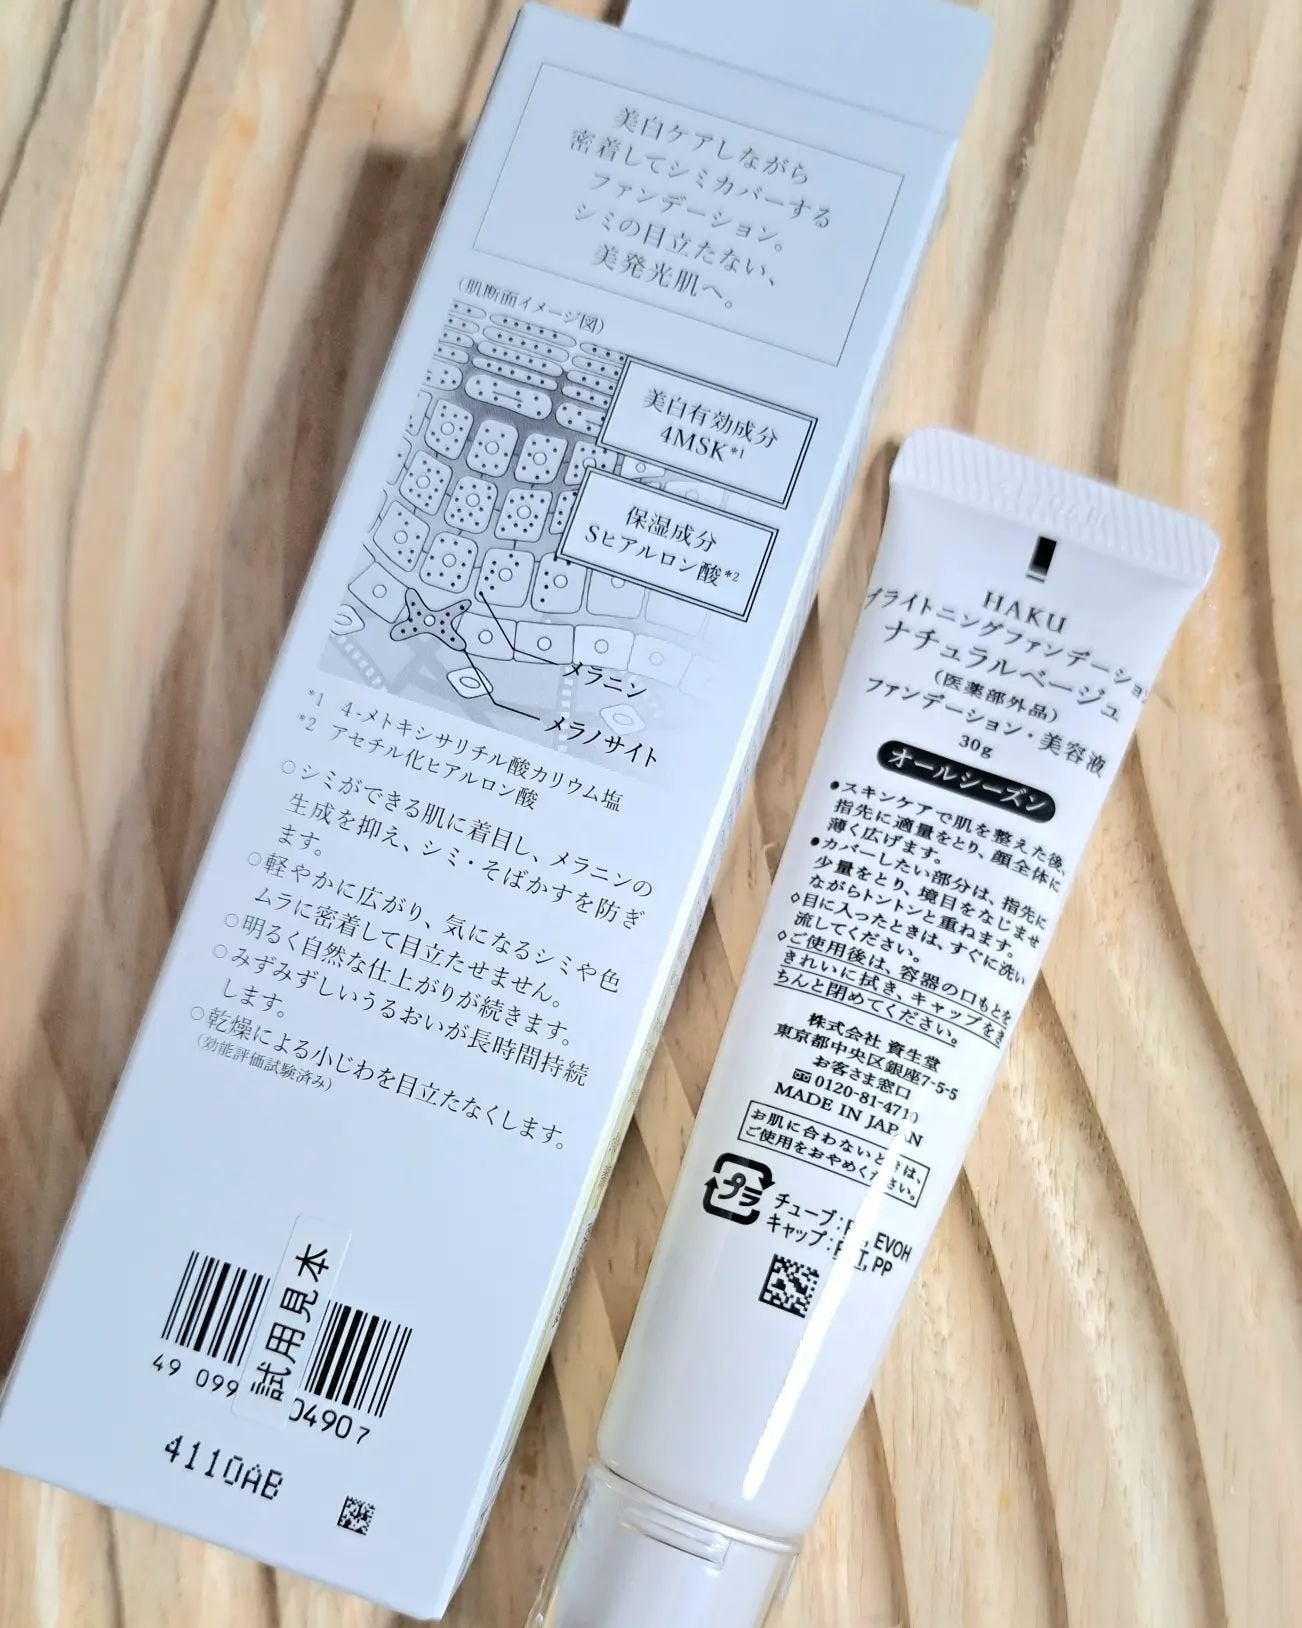 美白ケアしながら
密着してシミカバーする
ファンデーション。
シミの目立たない、
美発光肌へ。
(肌断面イメージ図)
美白有効成分
4MSK*1
保湿成分
Sヒアルロン酸*2
メラニン
メラノサイト
*1 4-メトキシサリチル酸カリウム塩
*2 アセチル化ヒアルロン酸
○シミができる肌に着目し、メラニンの
生成を抑え、シミ・そばかすを防ぎ
ます。
○軽やかに広がり、気になるシミや色
ムラに密着して目立たせません。
○明るく自然な仕上がりが続きます。
○みずみずしいうるおいが長時間持続
します。
○乾燥による小じわを目立たなくします。
(効能評価試験済み)
試用見本
49 099
04907
4110AB
HAKU
ブライトニングファンデーション
ナチュラルベージュ
(医薬部外品)
ファンデーション・美容液
30g
オールシーズン
●スキンケアで肌を整えた後、
指先に適量をとり、顔全体に
薄く広げます。
●カバーしたい部分は、指先に
少量をとり、境目をなじませ
ながらトントンと重ねます。
◇目に入ったときは、すぐに洗い
流してください。
◇ご使用後は、容器の口もとを
きれいに拭き、キャップをき
ちんと閉めてください。
株式会社 資生堂
東京都中央区銀座7-5-5
お客さま窓口
0120-81-4710
MADE IN JAPAN
お肌に合わないときは、
ご使用をおやめください。
プラ
チューブ:PE, EVOH
キャップ:PET, PP